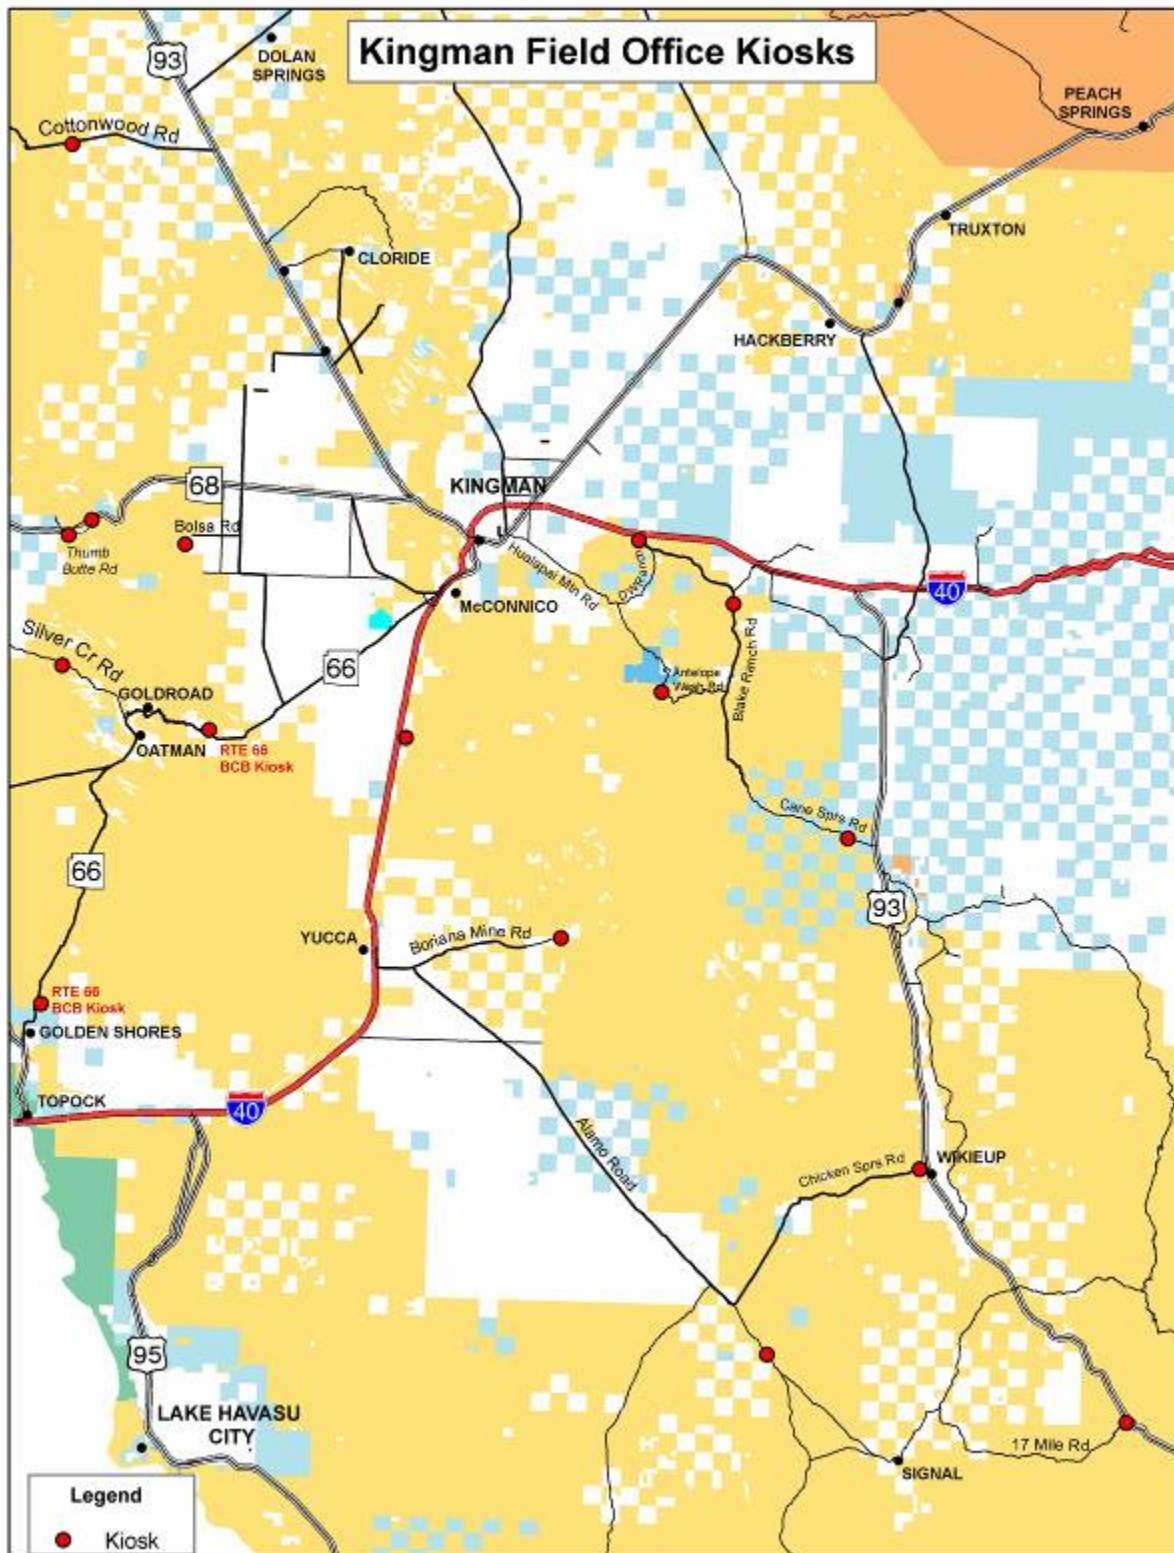 Kingman Field Office Kiosks
93
DOLAN
SPRINGS
PEACH
SPRINGS
Cottonwood Rd
TRUXTON
CLORIDE
HACKBERRY
68
KINGMAN
Bolsa Rd
Thumb
Butte Rd
Hualapai Mtn Rd
DW Ranch
40
McCONNICO
Silver Cr Rd
66
Blake Ranch Rd
Antelope
Wash Rd
GOLDROAD
OATMAN
RTE 66
BCB Kiosk
Cane Sprs Rd
66
93
YUCCA
Boriana Mine Rd
RTE 66
BCB Kiosk
GOLDEN SHORES
TOPOCK
40
Alamo Road
Chicken Sprs Rd
WIKIEUP
95
LAKE HAVASU
CITY
17 Mile Rd
SIGNAL
Legend
Kiosk